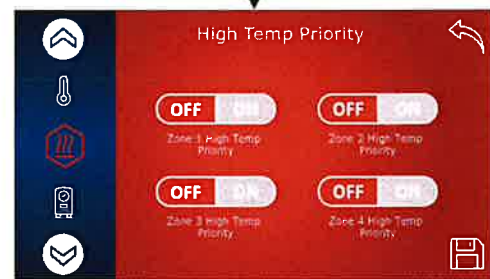 High Temp Priority
OFF ON OFF ON
Zone 1 High Temp Priority
Zone 2 High Temp Priority
OFF ON OFF ON
Zone 3 High Temp Priority
Zone 4 High Temp Priority